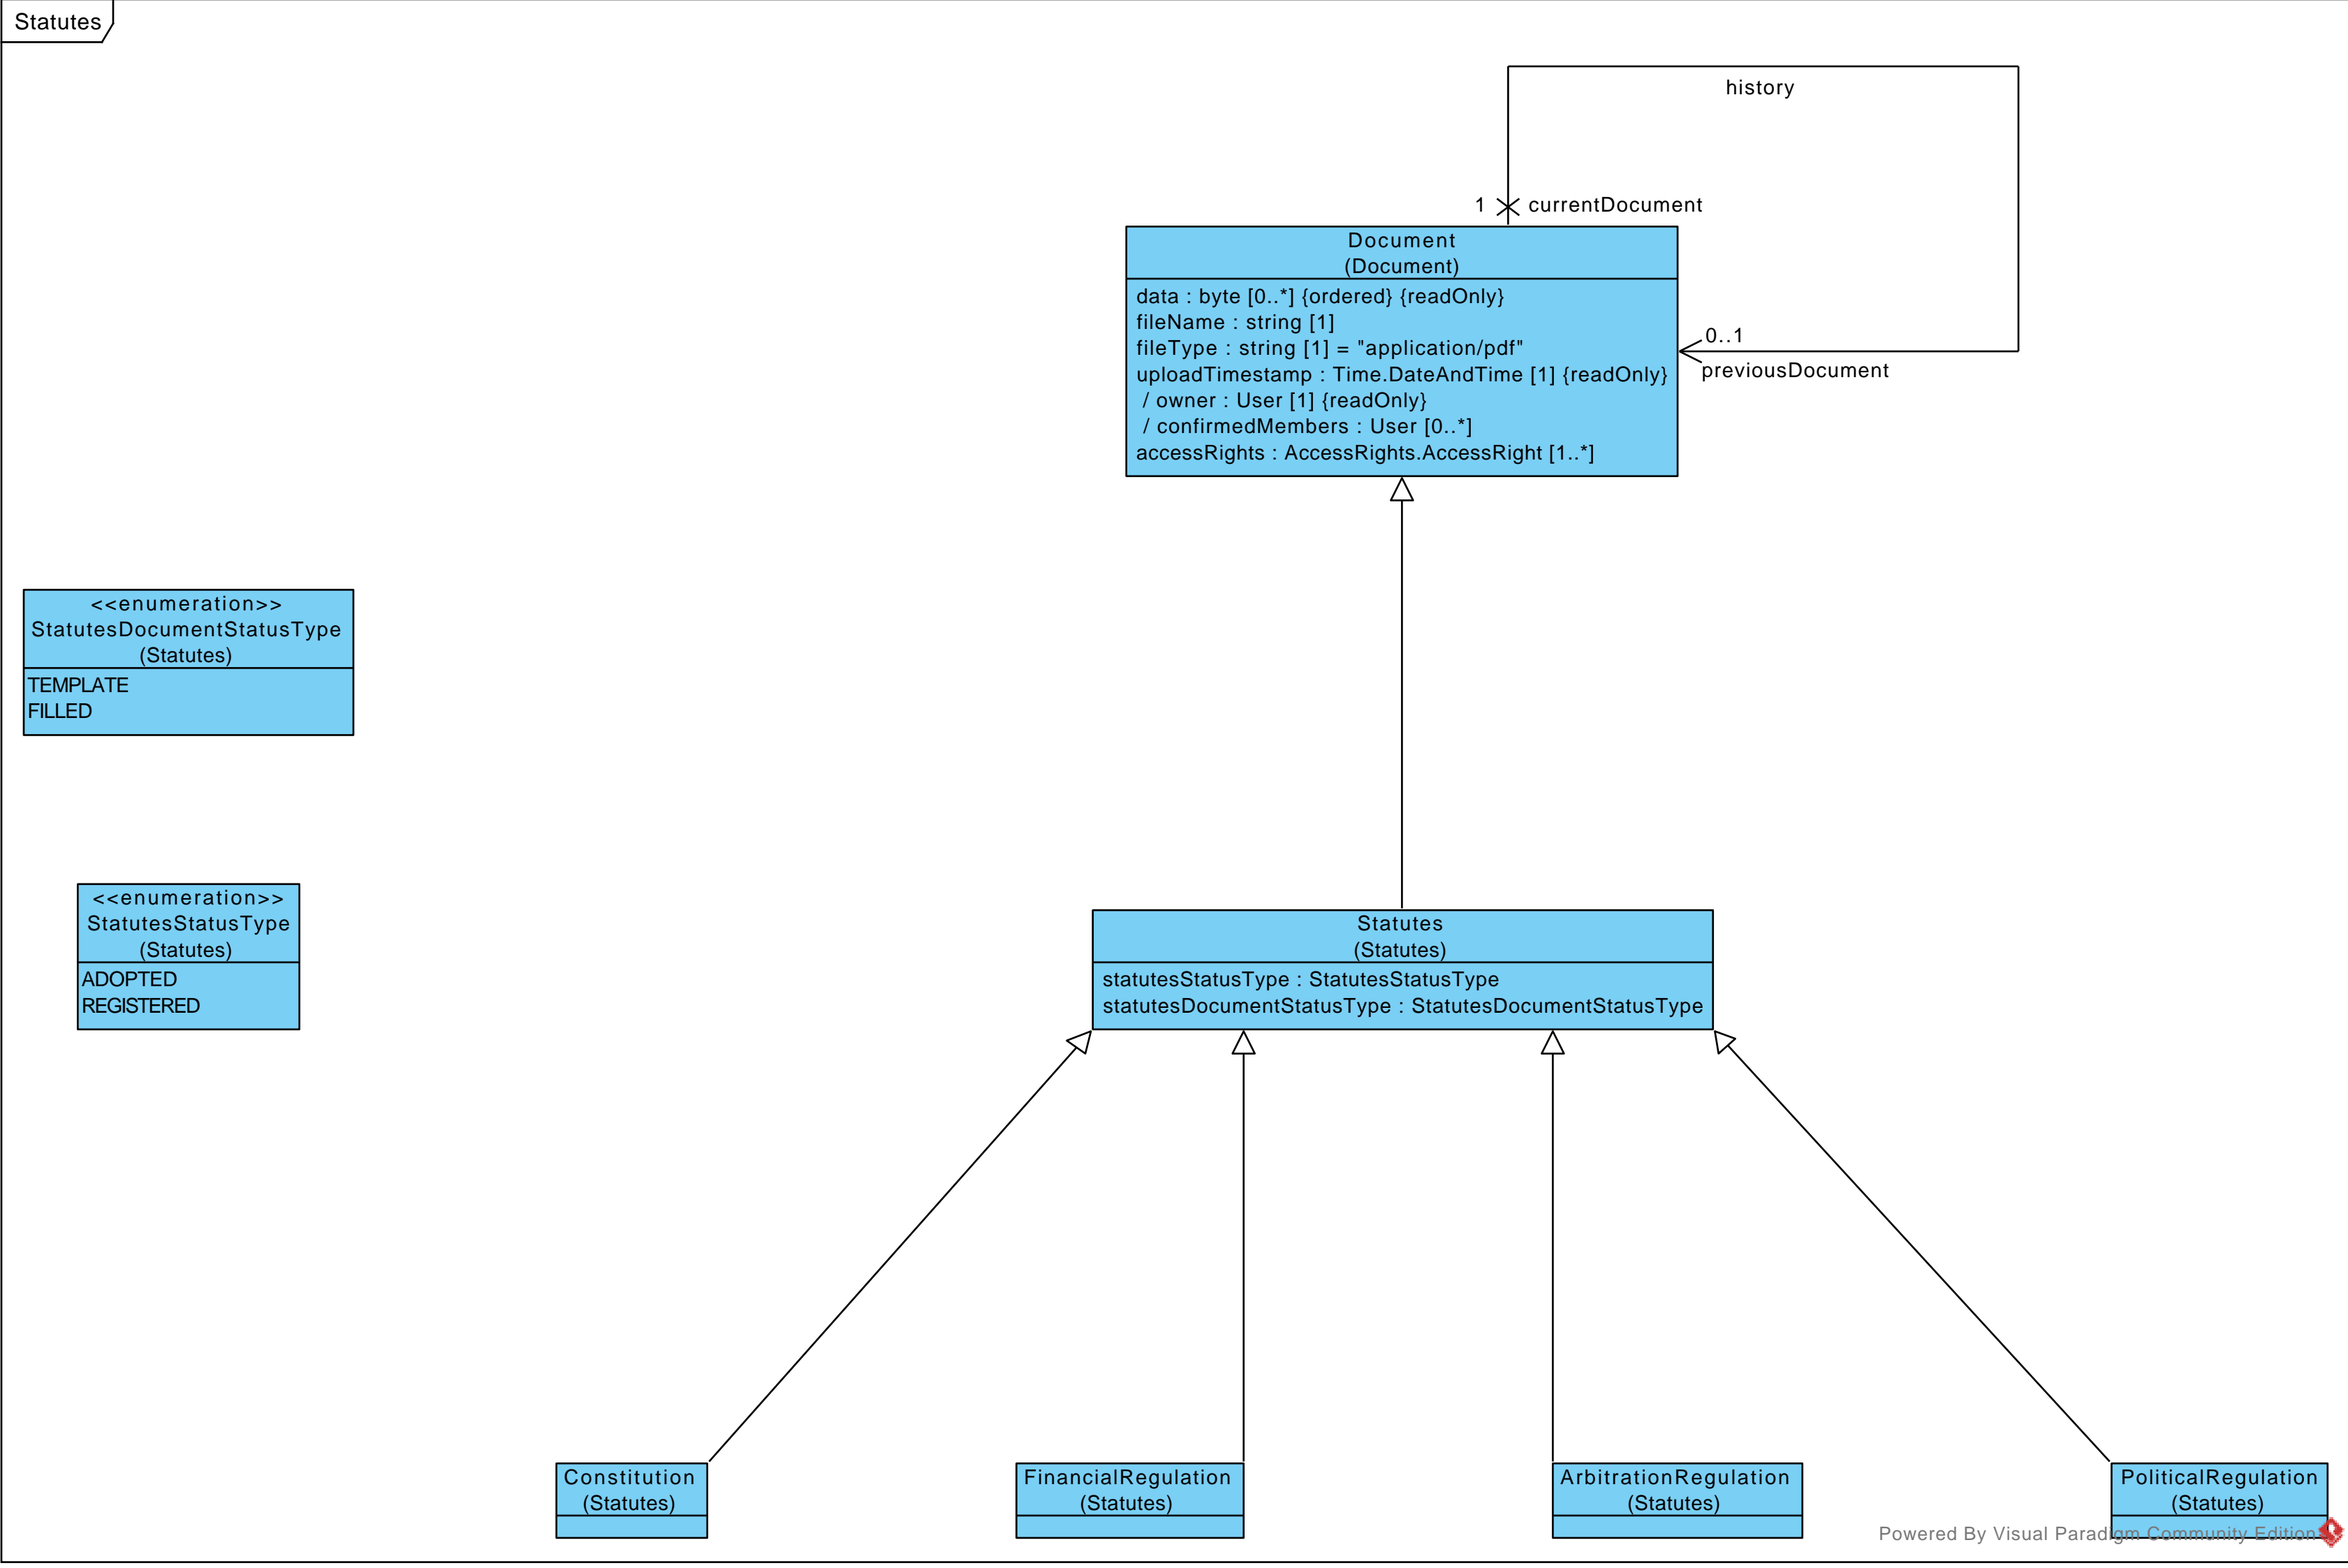 Statutes
history
1 currentDocument
Document
(Document)
data : byte [0..*] {ordered} {readOnly}
fileName : string [1]
fileType : string [1] = "application/pdf"
uploadTimestamp : Time.DateAndTime [1] {readOnly}
/ owner : User [1] {readOnly}
/ confirmedMembers : User [0..*]
accessRights : AccessRights.AccessRight [1..*]
0..1
previousDocument
<<enumeration>>
StatutesDocumentStatusType
(Statutes)
TEMPLATE
FILLED
<<enumeration>>
StatutesStatusType
(Statutes)
ADOPTED
REGISTERED
Statutes
(Statutes)
statutesStatusType : StatutesStatusType
statutesDocumentStatusType : StatutesDocumentStatusType
Constitution
(Statutes)
FinancialRegulation
(Statutes)
ArbitrationRegulation
(Statutes)
PoliticalRegulation
(Statutes)
Powered By Visual Paradigm Community Edition